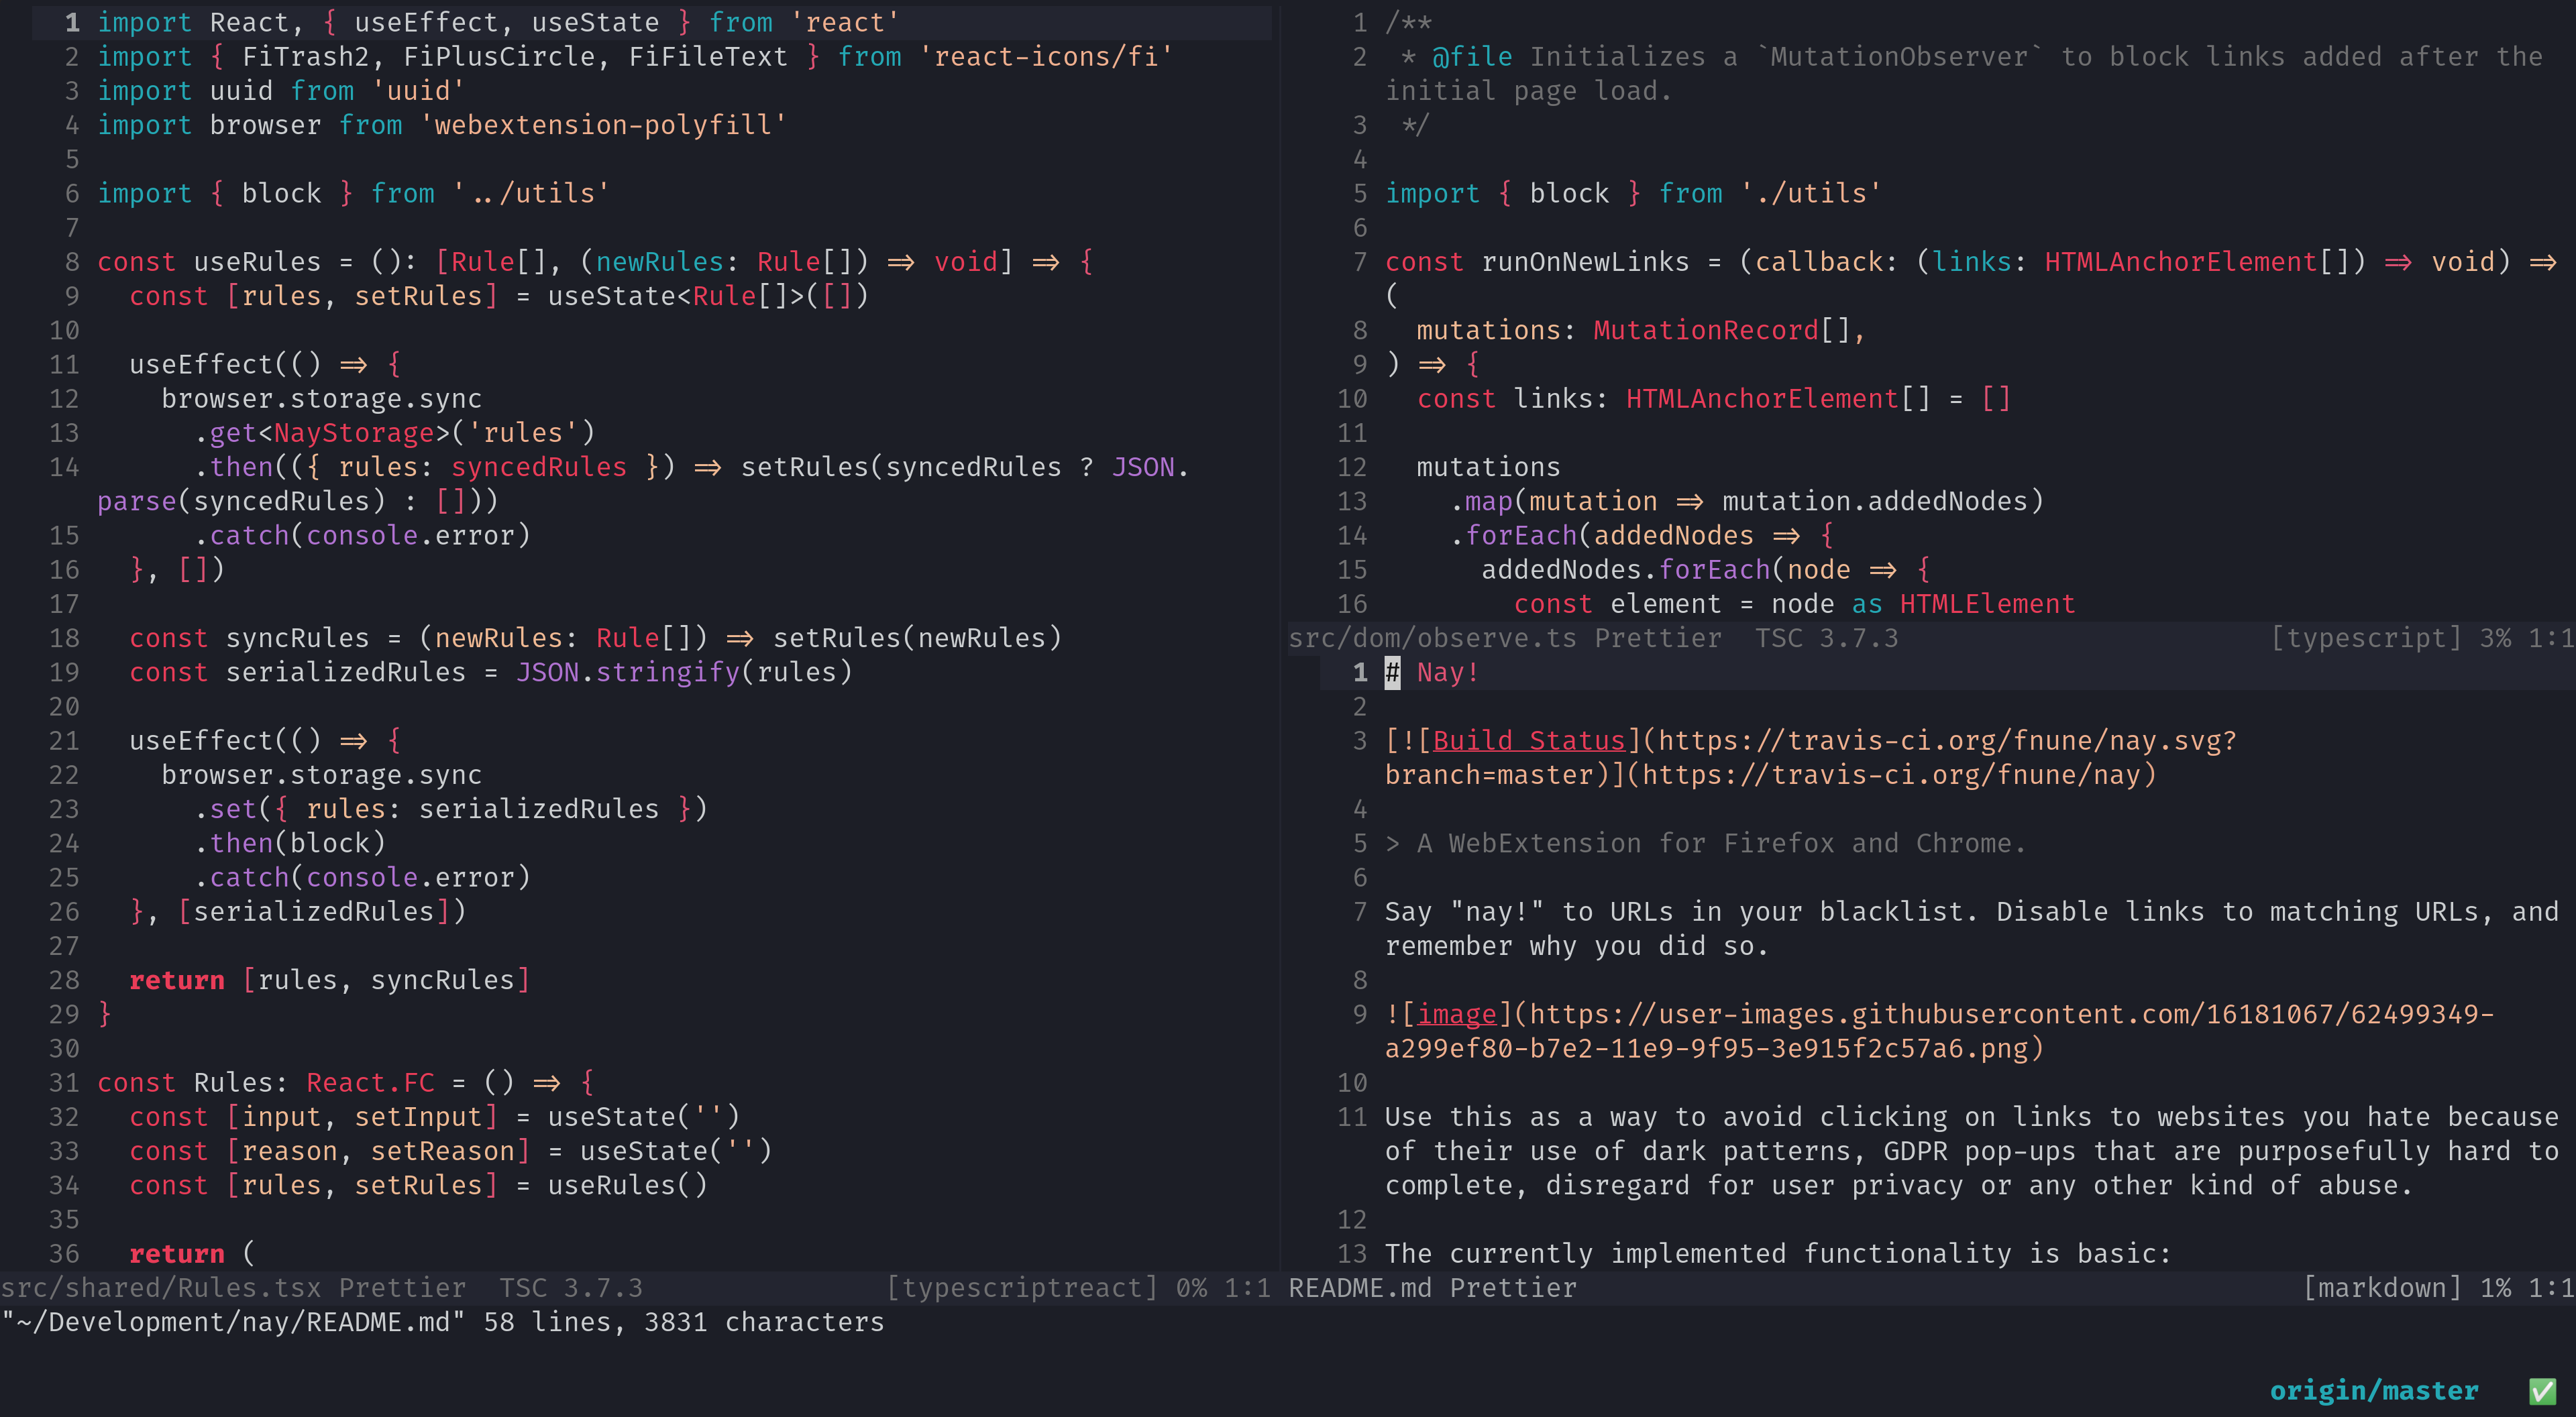 1 import React, { useEffect, useState } from 'react'
2 import { FiTrash2, FiPlusCircle, FiFileText } from 'react-icons/fi'
3 import uuid from 'uuid'
4 import browser from 'webextension-polyfill'
5
6 import { block } from '../utils'
7
8 const useRules = (): [Rule[], (newRules: Rule[]) => void] => {
9   const [rules, setRules] = useState<Rule[]>([])
10
11   useEffect(() => {
12     browser.storage.sync
13       .get<NayStorage>('rules')
14       .then(({ rules: syncedRules }) => setRules(syncedRules ? JSON.
parse(syncedRules) : []))
15       .catch(console.error)
16   }, [])
17
18   const syncRules = (newRules: Rule[]) => setRules(newRules)
19   const serializedRules = JSON.stringify(rules)
20
21   useEffect(() => {
22     browser.storage.sync
23       .set({ rules: serializedRules })
24       .then(block)
25       .catch(console.error)
26   }, [serializedRules])
27
28   return [rules, syncRules]
29 }
30
31 const Rules: React.FC = () => {
32   const [input, setInput] = useState('')
33   const [reason, setReason] = useState('')
34   const [rules, setRules] = useRules()
35
36   return (
src/shared/Rules.tsx Prettier  TSC 3.7.3 [typescriptreact] 0% 1:1
1 /**
2  * @file Initializes a `MutationObserver` to block links added after the
initial page load.
3  */
4
5 import { block } from './utils'
6
7 const runOnNewLinks = (callback: (links: HTMLAnchorElement[]) => void) =>
(
8   mutations: MutationRecord[],
9 ) => {
10   const links: HTMLAnchorElement[] = []
11
12   mutations
13     .map(mutation => mutation.addedNodes)
14     .forEach(addedNodes => {
15       addedNodes.forEach(node => {
16         const element = node as HTMLElement
src/dom/observe.ts Prettier  TSC 3.7.3 [typescript] 3% 1:1
1 # Nay!
2
3 [![Build Status](https://travis-ci.org/fnune/nay.svg?
branch=master)](https://travis-ci.org/fnune/nay)
4
5 > A WebExtension for Firefox and Chrome.
6
7 Say "nay!" to URLs in your blacklist. Disable links to matching URLs, and
remember why you did so.
8
9 ![image](https://user-images.githubusercontent.com/16181067/62499349-
a299ef80-b7e2-11e9-9f95-3e915f2c57a6.png)
10
11 Use this as a way to avoid clicking on links to websites you hate because
of their use of dark patterns, GDPR pop-ups that are purposefully hard to
complete, disregard for user privacy or any other kind of abuse.
12
13 The currently implemented functionality is basic:
README.md Prettier [markdown] 1% 1:1
"~/Development/nay/README.md" 58 lines, 3831 characters
origin/master ✅